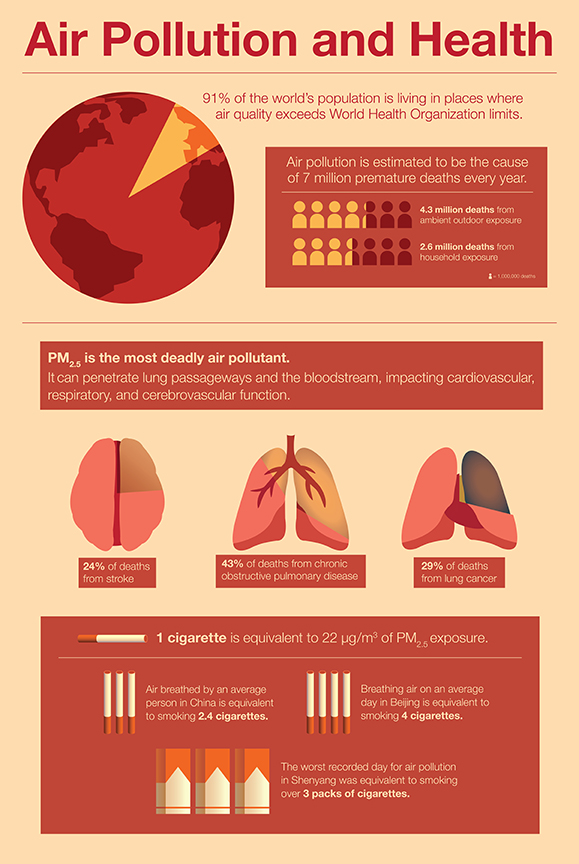 Air Pollution and Health
91% of the world's population is living in places where
air quality exceeds World Health Organization limits.
Air pollution is estimated to be the cause
of 7 million premature deaths every year.
4.3 million deaths from
ambient outdoor exposure
2.6 million deaths from
household exposure
= 1,000,000 deaths
PM2.5 is the most deadly air pollutant.
It can penetrate lung passageways and the bloodstream, impacting cardiovascular,
respiratory, and cerebrovascular function.
24% of deaths
from stroke
43% of deaths from chronic
obstructive pulmonary disease
29% of deaths
from lung cancer
1 cigarette is equivalent to 22 µg/m³ of PM2.5 exposure.
Air breathed by an average
person in China is equivalent
to smoking 2.4 cigarettes.
Breathing air on an average
day in Beijing is equivalent to
smoking 4 cigarettes.
The worst recorded day for air pollution
in Shenyang was equivalent to smoking
over 3 packs of cigarettes.